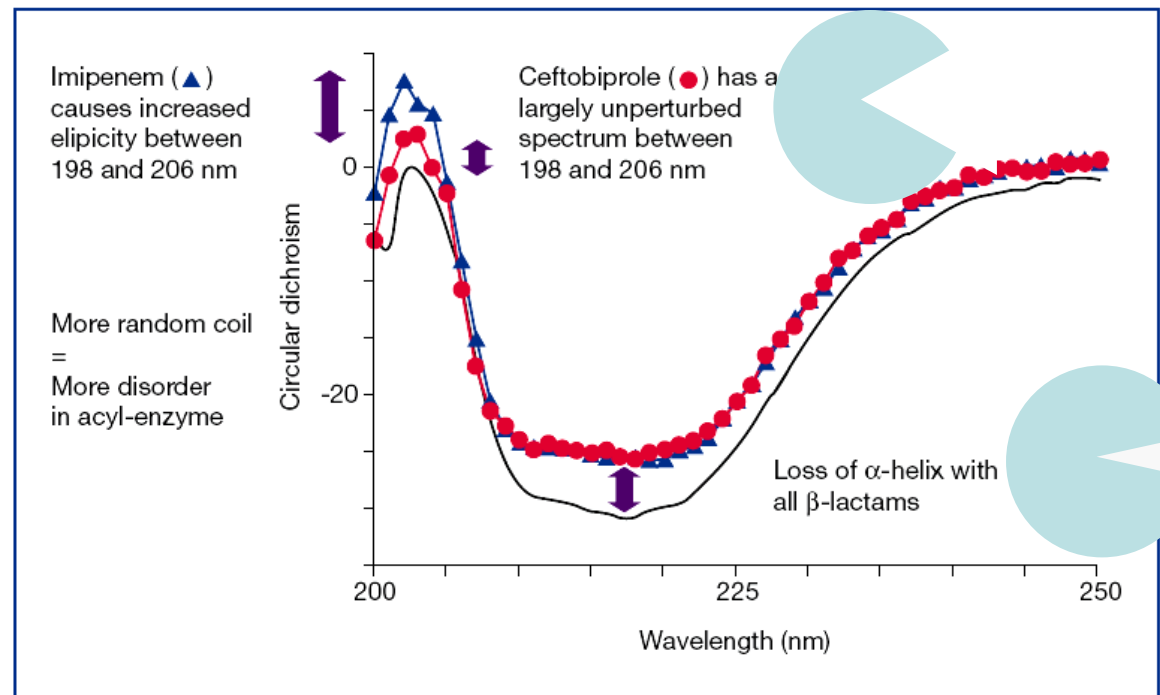 Imipenem (▲)
causes increased
elipicity between
198 and 206 nm
Ceftobiprole (●) has a
largely unperturbed
spectrum between
198 and 206 nm
0
Circular dichroism
More random coil
=
More disorder
in acyl-enzyme
-20
Loss of α-helix with
all β-lactams
200
225
250
Wavelength (nm)